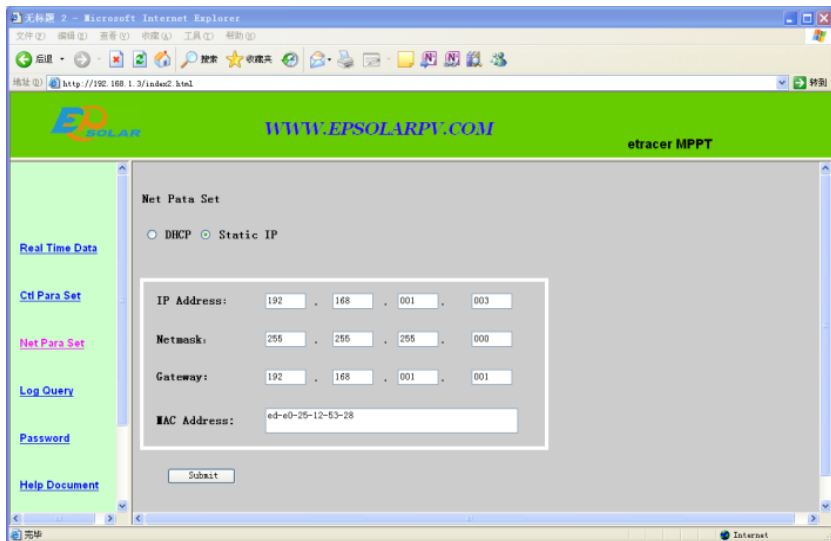 无标题 2 - Microsoft Internet Explorer
文件(F) 编辑(E) 查看(V) 收藏(A) 工具(T) 帮助(H)
后退 搜索 收藏夹
地址(D) http://192.168.1.3/index2.html 转到
EP SOLAR
WWW.EPSOLARPV.COM
etracer MPPT
Net Pata Set
DHCP Static IP
Real Time Data
Ctl Para Set
Net Para Set
Log Query
Password
Help Document
IP Address: 192 . 168 . 001 . 003
Netmask: 255 . 255 . 255 . 000
Gateway: 192 . 168 . 001 . 001
MAC Address: ed-e0-25-12-53-28
Submit
完毕 Internet